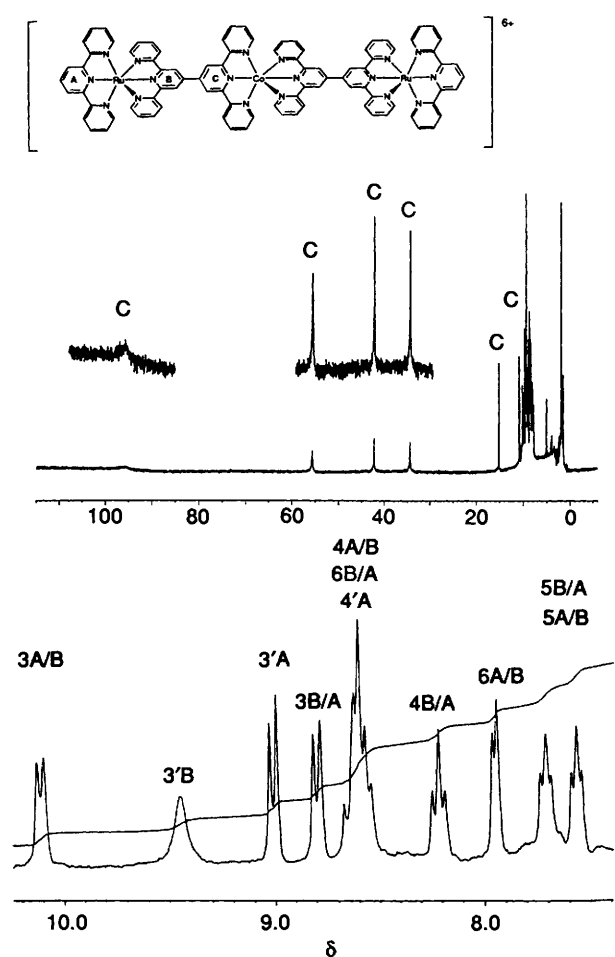 6+
N N N N N N
A N Ru N B C N Co N N Ru N
N N N N N N
C
C
C
C
C
C
100 80 60 40 20 0
4A/B
6B/A
4′A
5B/A
5A/B
3A/B
3′A
3B/A
4B/A
6A/B
3′B
10.0 9.0 8.0
δ